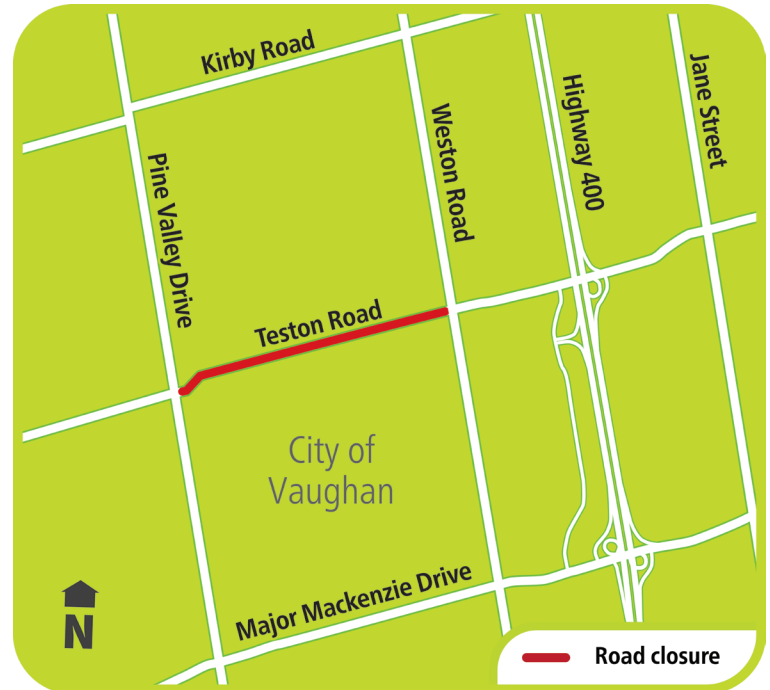 Kirby Road
Jane Street
Highway 400
Weston Road
Pine Valley Drive
Teston Road
City of
Vaughan
Major Mackenzie Drive
N
Road closure